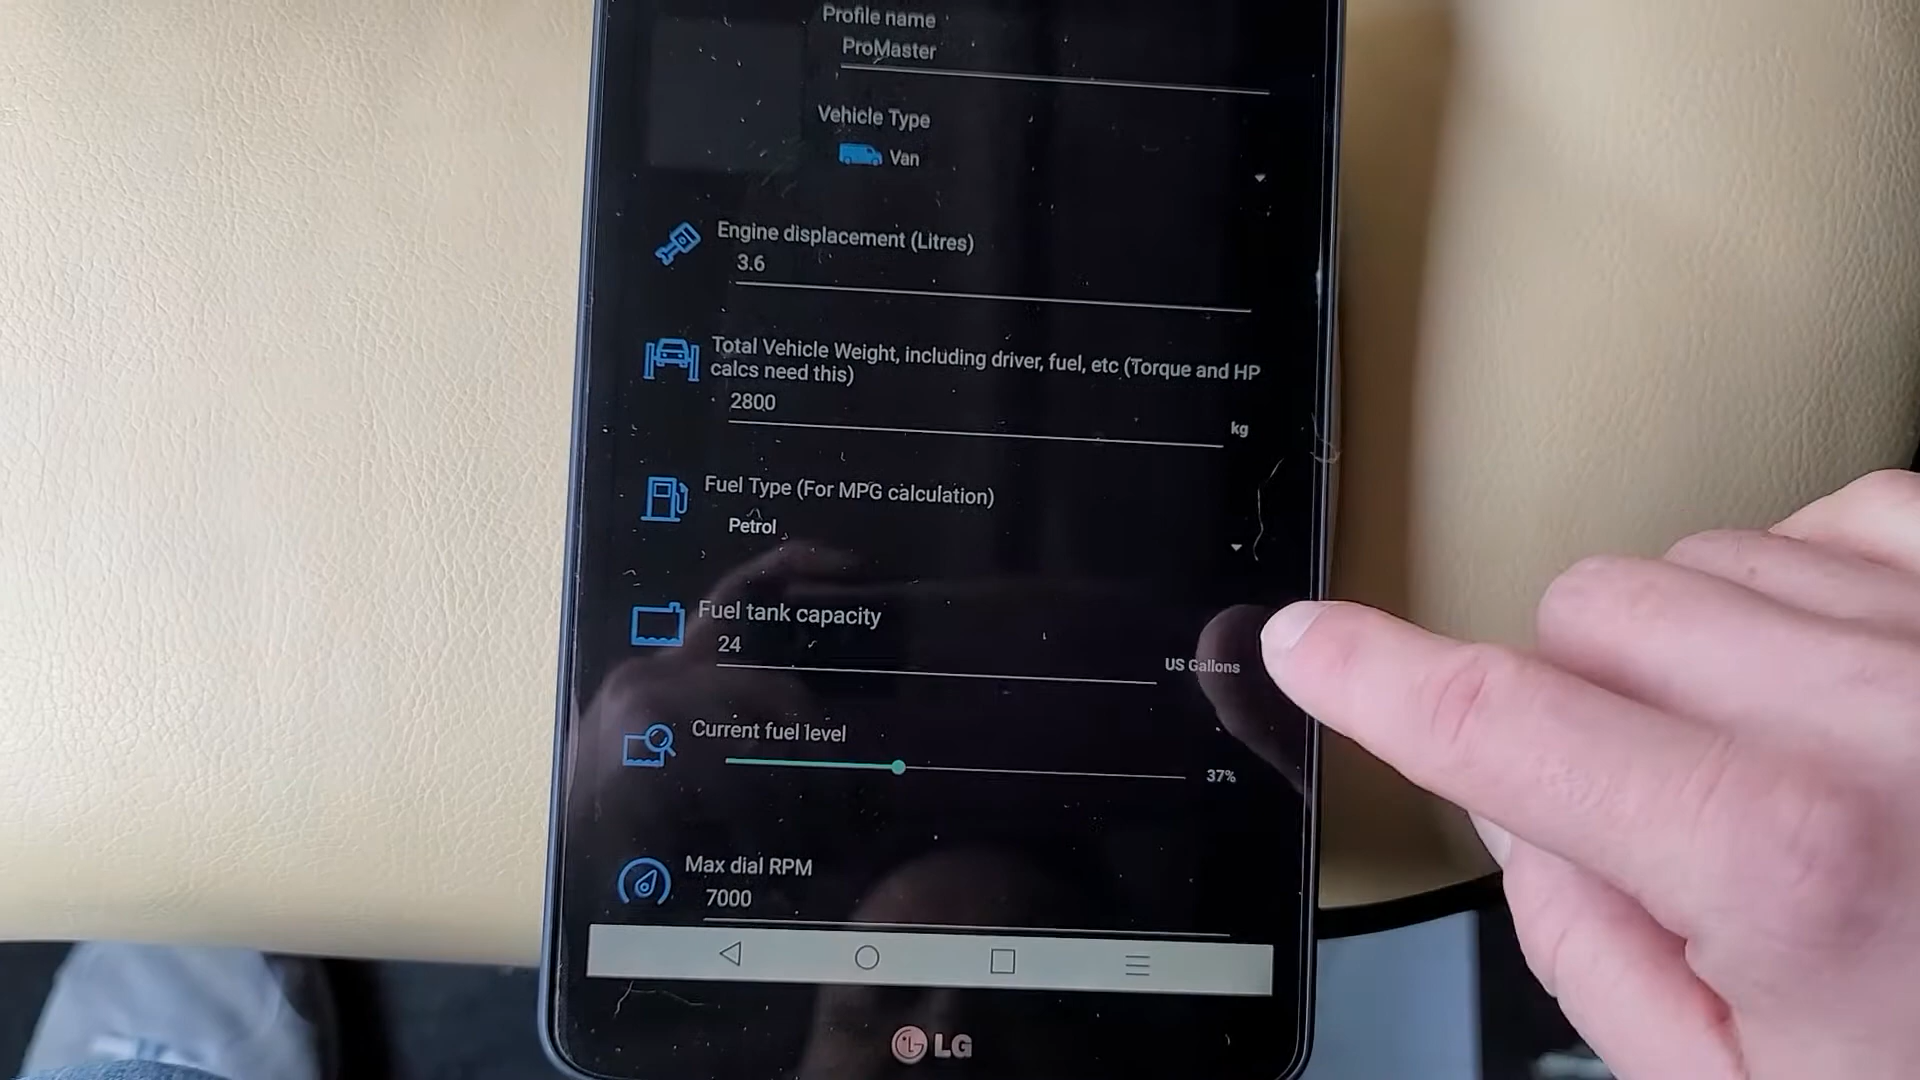 Profile name
ProMaster
Vehicle Type
Van
Engine displacement (Litres)
3.6
Total Vehicle Weight, including driver, fuel, etc (Torque and HP
calcs need this)
2800
kg
Fuel Type (For MPG calculation)
Petrol
Fuel tank capacity
24
US Gallons
Current fuel level
37%
Max dial RPM
7000
LG